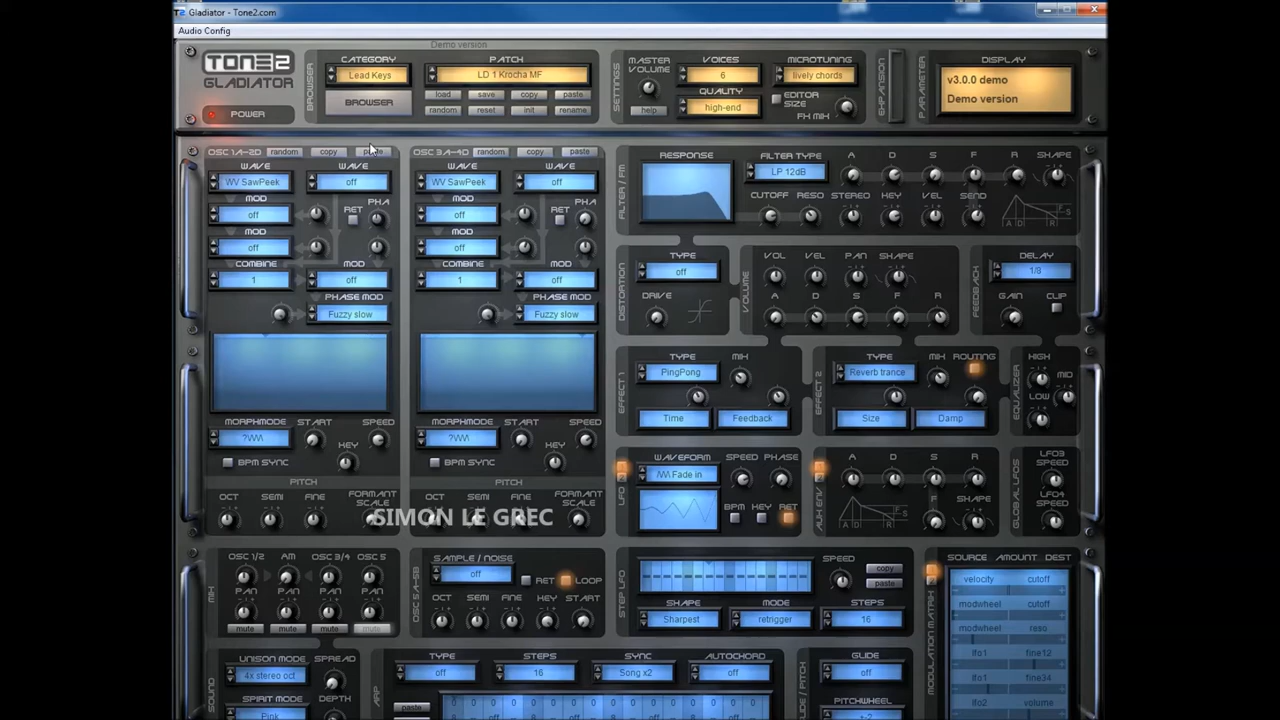 Gladiator - Tone2.com
Audio Config
Demo version
TONE2
GLADIATOR
POWER
BROWSER
CATEGORY
Lead Keys
BROWSER
PATCH
LD 1 Krocha MF
load save copy paste
random reset init rename
SETTINGS
MASTER VOLUME
help
VOICES
6
QUALITY
high-end
MICROTUNING
lively chords
EDITOR SIZE
FX MIX
EXPANSION
PARAMETER
DISPLAY
v3.0.0 demo
Demo version
OSC 1A-2D random copy paste
WAVE WAVE
WV SawPeek off
MOD
off
RET PHA
MOD
off
COMBINE MOD
1 off
PHASE MOD
Fuzzy slow
MORPHMODE START SPEED
BPM SYNC KEY
PITCH
OCT SEMI FINE FORMANT SCALE
OSC 3A-4D random copy paste
WAVE WAVE
WV SawPeek off
MOD
off
RET PHA
MOD
off
COMBINE MOD
1 off
PHASE MOD
Fuzzy slow
MORPHMODE START SPEED
BPM SYNC KEY
PITCH
OCT SEMI FINE FORMANT SCALE
SIMON LE GREC
FILTER / FM
RESPONSE
FILTER TYPE
LP 12dB
A D S F R SHAPE
CUTOFF RESO STEREO KEY VEL SEND
A D R F S
DISTORTION
TYPE
off
DRIVE
VOLUME
VOL VEL PAN SHAPE
A D S F R
FEEDBACK
DELAY
1/8
GAIN CLIP
EFFECT 1
TYPE MIX
PingPong
Time Feedback
EFFECT 2
TYPE MIX ROUTING
Reverb trance
Size Damp
EQUALIZER
HIGH
MID
LOW
LFO
1
2
WAVEFORM SPEED PHASE
Fade in
BPM KEY RET
AUX ENV
1
2
A D S R
F SHAPE
A D R F S
GLOBAL LFOS
LFO3 SPEED
LFO4 SPEED
MIX
OSC 1/2 AM OSC 3/4 OSC 5
PAN PAN PAN PAN
mute mute mute mute
OSC 5A-5B
SAMPLE / NOISE
off
RET LOOP
OCT SEMI FINE KEY START
STEP LFO
SPEED copy
paste
SHAPE MODE STEPS
Sharpest retrigger 16
MODULATION MATRIX
SOURCE AMOUNT DEST
velocity cutoff
modwheel cutoff
modwheel reso
lfo1 fine12
lfo1 fine34
lfo2 volume
SOUND
UNISON MODE SPREAD
4x stereo oct
SPIRIT MODE DEPTH
Pink
ARP
TYPE STEPS SYNC AUTOCHORD
off 16 Song x2 off
paste
GLIDE / PITCH
GLIDE
off
PITCHWHEEL